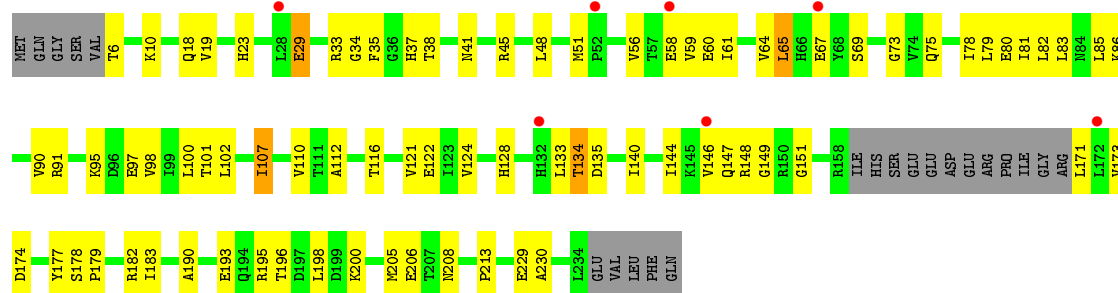 MET GLN GLY SER VAL T6 K10 Q18 V19 H23 L28 E29 R33 G34 F35 G36 H37 T38 N41 R45 L48 M51 P52 V56 T57 E58 V59 E60 I61 V64 L65 H66 E67 Y68 S69 G73 V74 Q75 I78 L79 E80 I81 L82 L83 N84 L85 K86
V90 R91 K95 D96 E97 V98 I99 L100 T101 L102 I107 V110 T111 A112 T116 V121 E122 I123 V124 H128 H132 L133 T134 D135 I140 I144 K145 V146 Q147 R148 G149 R150 G151 R158 ILE HIS SER GLU GLU ASP GLU ARG PRO ILE GLY ARG L171 L172 V173
D174 Y177 S178 P179 R182 I183 A190 E193 Q194 R195 T196 D197 L198 D199 K200 M205 E206 T207 N208 P213 E229 A230 L234 GLU VAL LEU PHE GLN